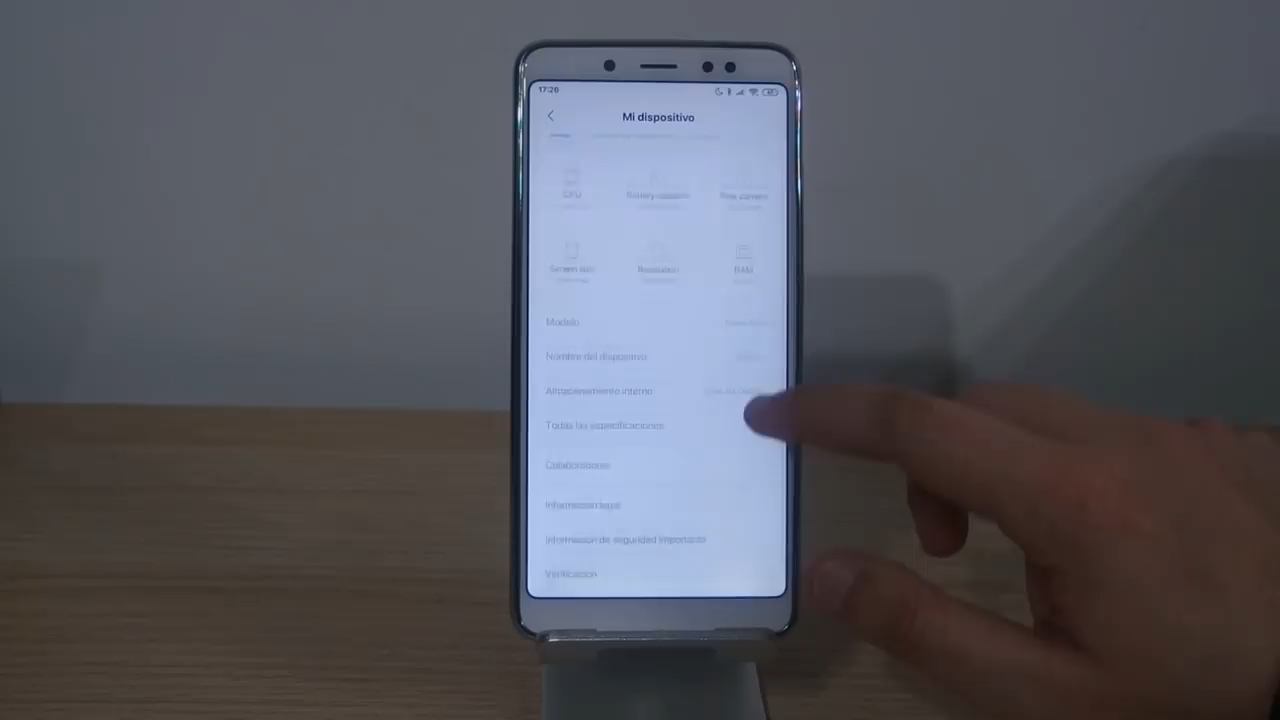 17:26
Mi dispositivo
CPU
Battery capacity
Rear camera
Screen size
Resolution
RAM
Modelo
Nombre del dispositivo
Almacenamiento interno
Todas las especificaciones
Colaboradores
Información legal
Información de seguridad importante
Verificación